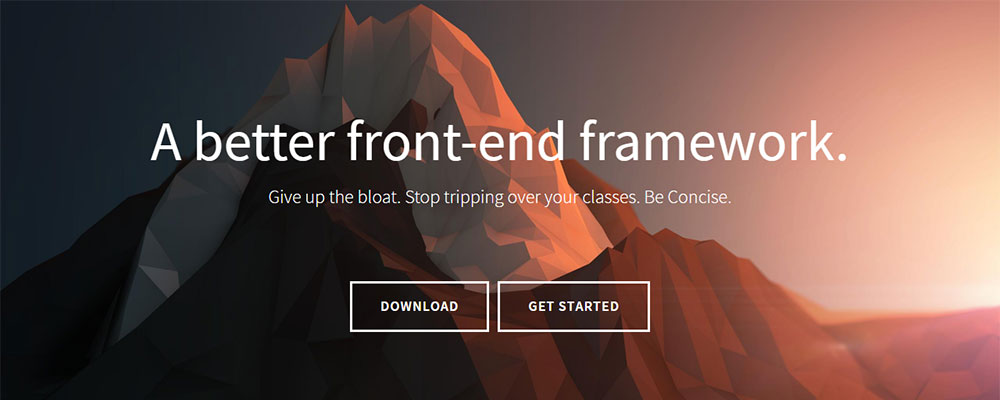 A better front-end framework.
Give up the bloat. Stop tripping over your classes. Be Concise.
DOWNLOAD
GET STARTED